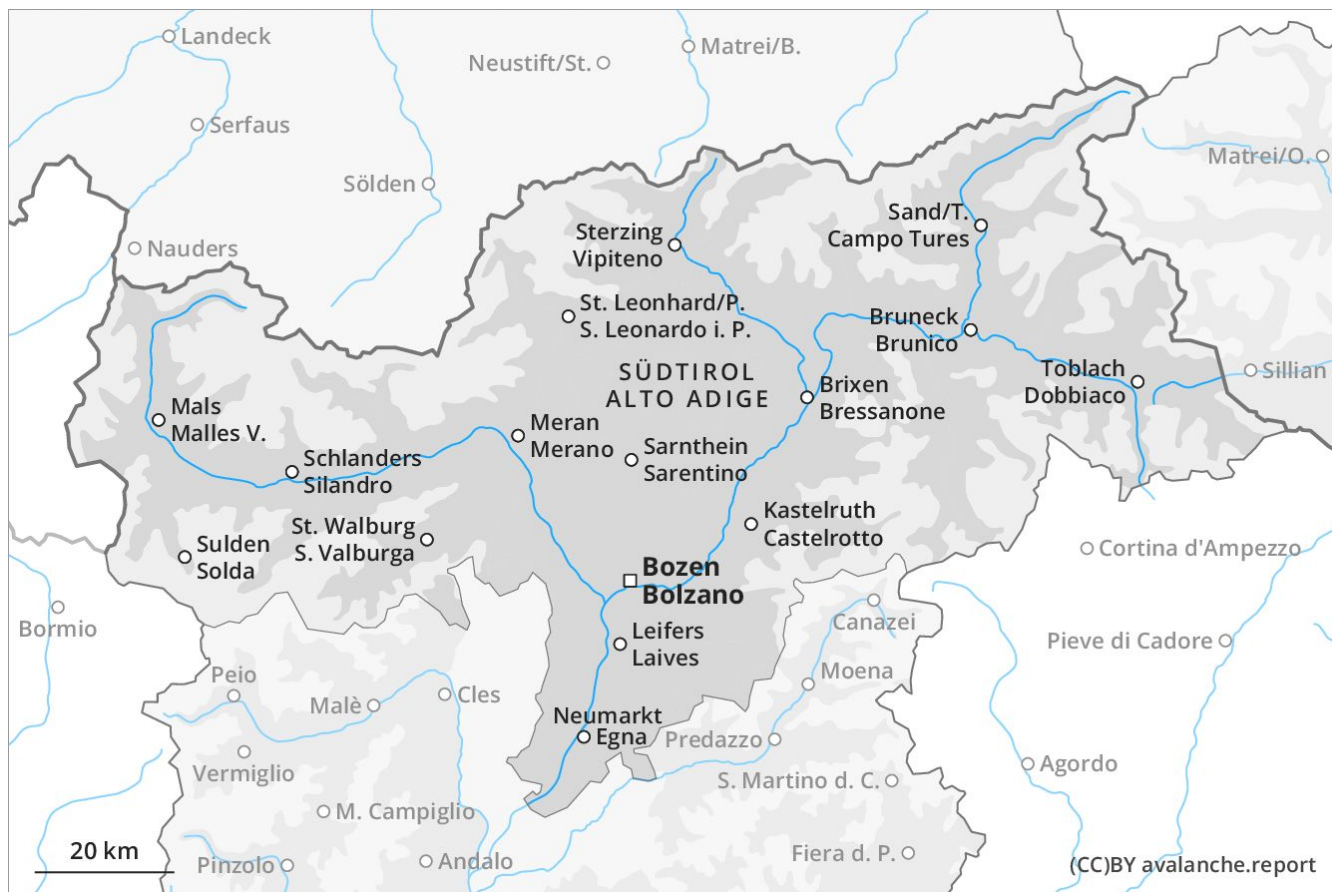 Landeck
Matrei/B.
Neustift/St.
Serfaus
Matrei/O.
Sölden
Sand/T.
Campo Tures
Sterzing
Vipiteno
Nauders
St. Leonhard/P.
S. Leonardo i. P.
Bruneck
Brunico
SÜDTIROL
ALTO ADIGE
Toblach
Dobbiaco
Sillian
Brixen
Bressanone
Mals
Malles V.
Meran
Merano
Sarnthein
Sarentino
Schlanders
Silandro
Kastelruth
Castelrotto
St. Walburg
S. Valburga
Sulden
Solda
Cortina d'Ampezzo
Bozen
Bolzano
Bormio
Canazei
Leifers
Laives
Pieve di Cadore
Peio
Moena
Malè
Cles
Neumarkt
Egna
Predazzo
Vermiglio
Agordo
S. Martino d. C.
M. Campiglio
20 km
Pinzolo
Andalo
Fiera d. P.
(CC)BY avalanche.report